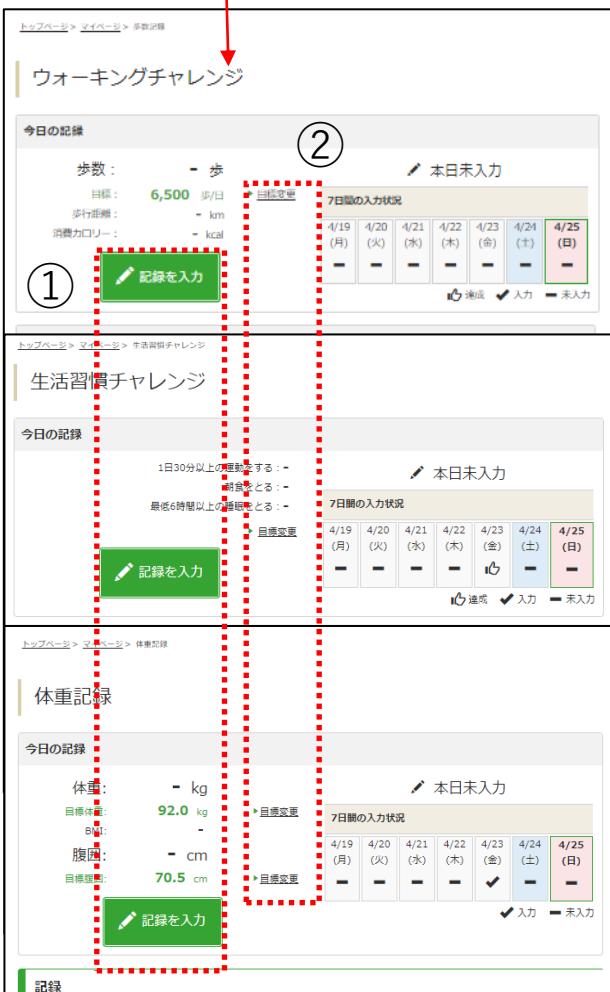 トップページ > マイページ > 歩数記録
ウォーキングチャレンジ
今日の記録
②
歩数： - 歩
目標： 6,500 歩/日
目標変更
歩行距離： - km
消費カロリー： - kcal
①
記録を入力
本日未入力
7日間の入力状況
4/19 4/20 4/21 4/22 4/23 4/24 4/25
(月) (火) (水) (木) (金) (土) (日)
達成 入力 未入力
トップページ > マイページ > 生活習慣チャレンジ
生活習慣チャレンジ
今日の記録
1日30分以上の運動をする：-
朝食をとる：-
最低6時間以上の睡眠をとる：-
目標変更
記録を入力
本日未入力
7日間の入力状況
4/19 4/20 4/21 4/22 4/23 4/24 4/25
(月) (火) (水) (木) (金) (土) (日)
達成 入力 未入力
トップページ > マイページ > 体重記録
体重記録
今日の記録
体重: - kg
目標体重: 92.0 kg
目標変更
BMI: -
腹囲: - cm
目標腹囲: 70.5 cm
目標変更
記録を入力
本日未入力
7日間の入力状況
4/19 4/20 4/21 4/22 4/23 4/24 4/25
(月) (火) (水) (木) (金) (土) (日)
入力 未入力
記録